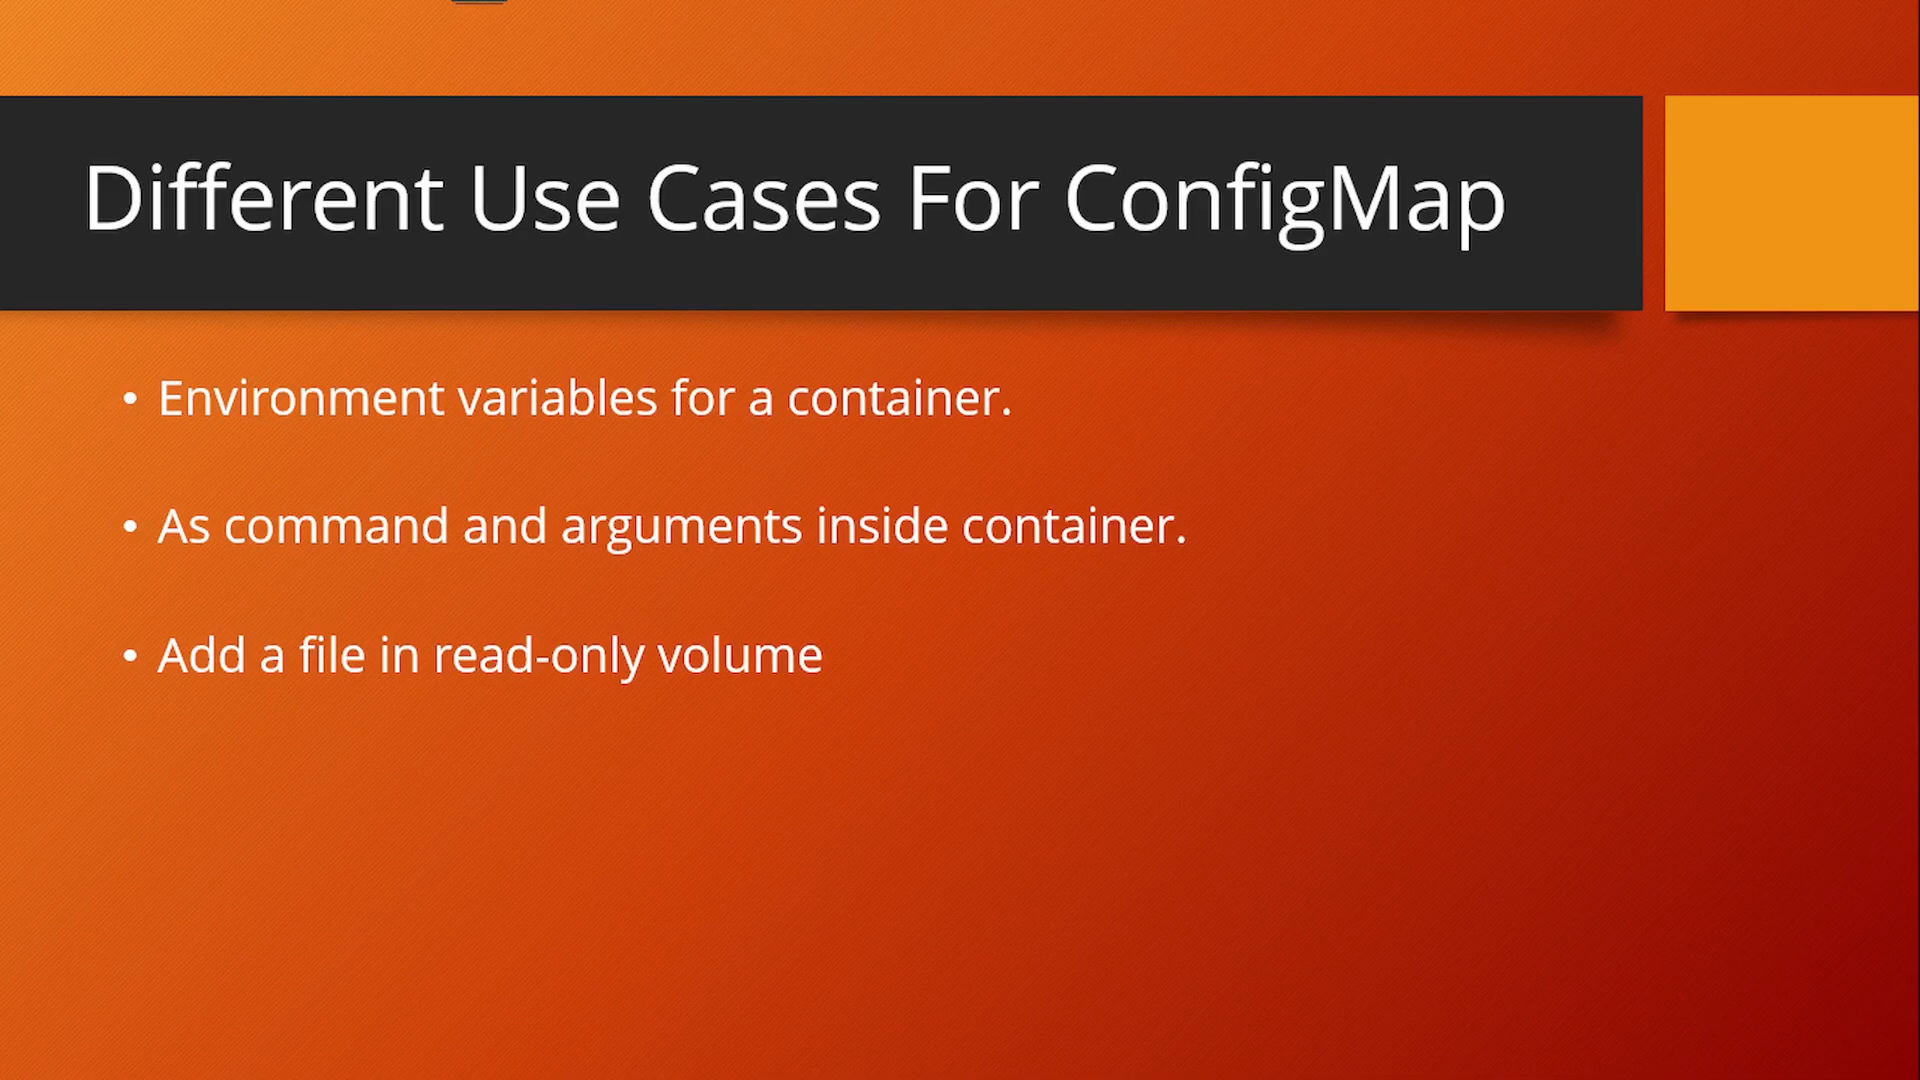 Different Use Cases For ConfigMap
• Environment variables for a container.
• As command and arguments inside container.
• Add a file in read-only volume